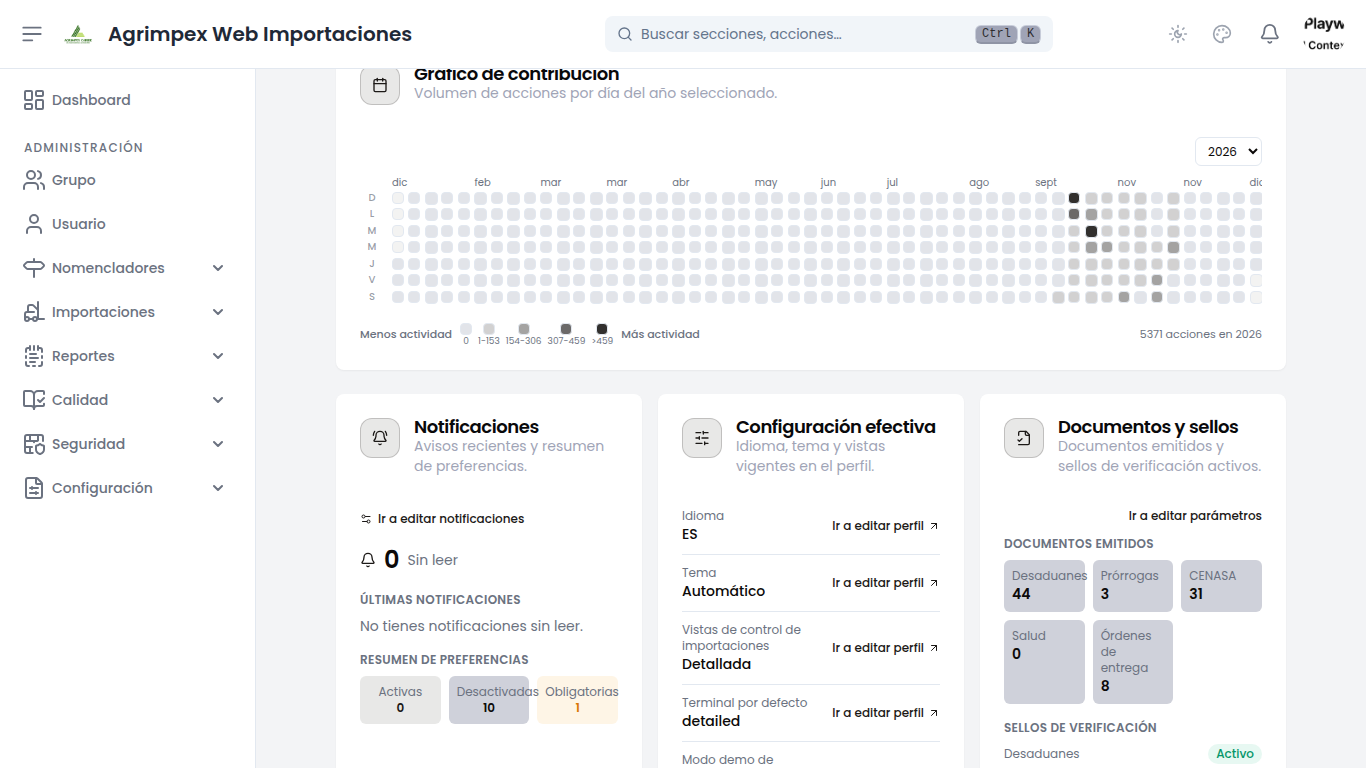 Agrimpex Web Importaciones
Buscar secciones, acciones...
Ctrl
K
Playw
Conte
Dashboard
ADMINISTRACIÓN
Grupo
Usuario
Nomencladores
Importaciones
Reportes
Calidad
Seguridad
Configuración
Gráfico de contribución
Volumen de acciones por día del año seleccionado.
2026
dic feb mar mar abr may jun jul ago sept nov nov dic
D
L
M
M
J
V
S
Menos actividad
0 1-153 154-306 307-459 >459
Más actividad
5371 acciones en 2026
Notificaciones
Avisos recientes y resumen
de preferencias.
Ir a editar notificaciones
0 Sin leer
ÚLTIMAS NOTIFICACIONES
No tienes notificaciones sin leer.
RESUMEN DE PREFERENCIAS
Activas
0
Desactivadas
10
Obligatorias
1
Configuración efectiva
Idioma, tema y vistas
vigentes en el perfil.
Idioma
ES
Ir a editar perfil
Tema
Automático
Ir a editar perfil
Vistas de control de
importaciones
Detallada
Ir a editar perfil
Terminal por defecto
detailed
Ir a editar perfil
Modo demo de
Documentos y sellos
Documentos emitidos y
sellos de verificación activos.
Ir a editar parámetros
DOCUMENTOS EMITIDOS
Desaduanes
44
Prórrogas
3
CENASA
31
Salud
0
Órdenes
de
entrega
8
SELLOS DE VERIFICACIÓN
Desaduanes
Activo